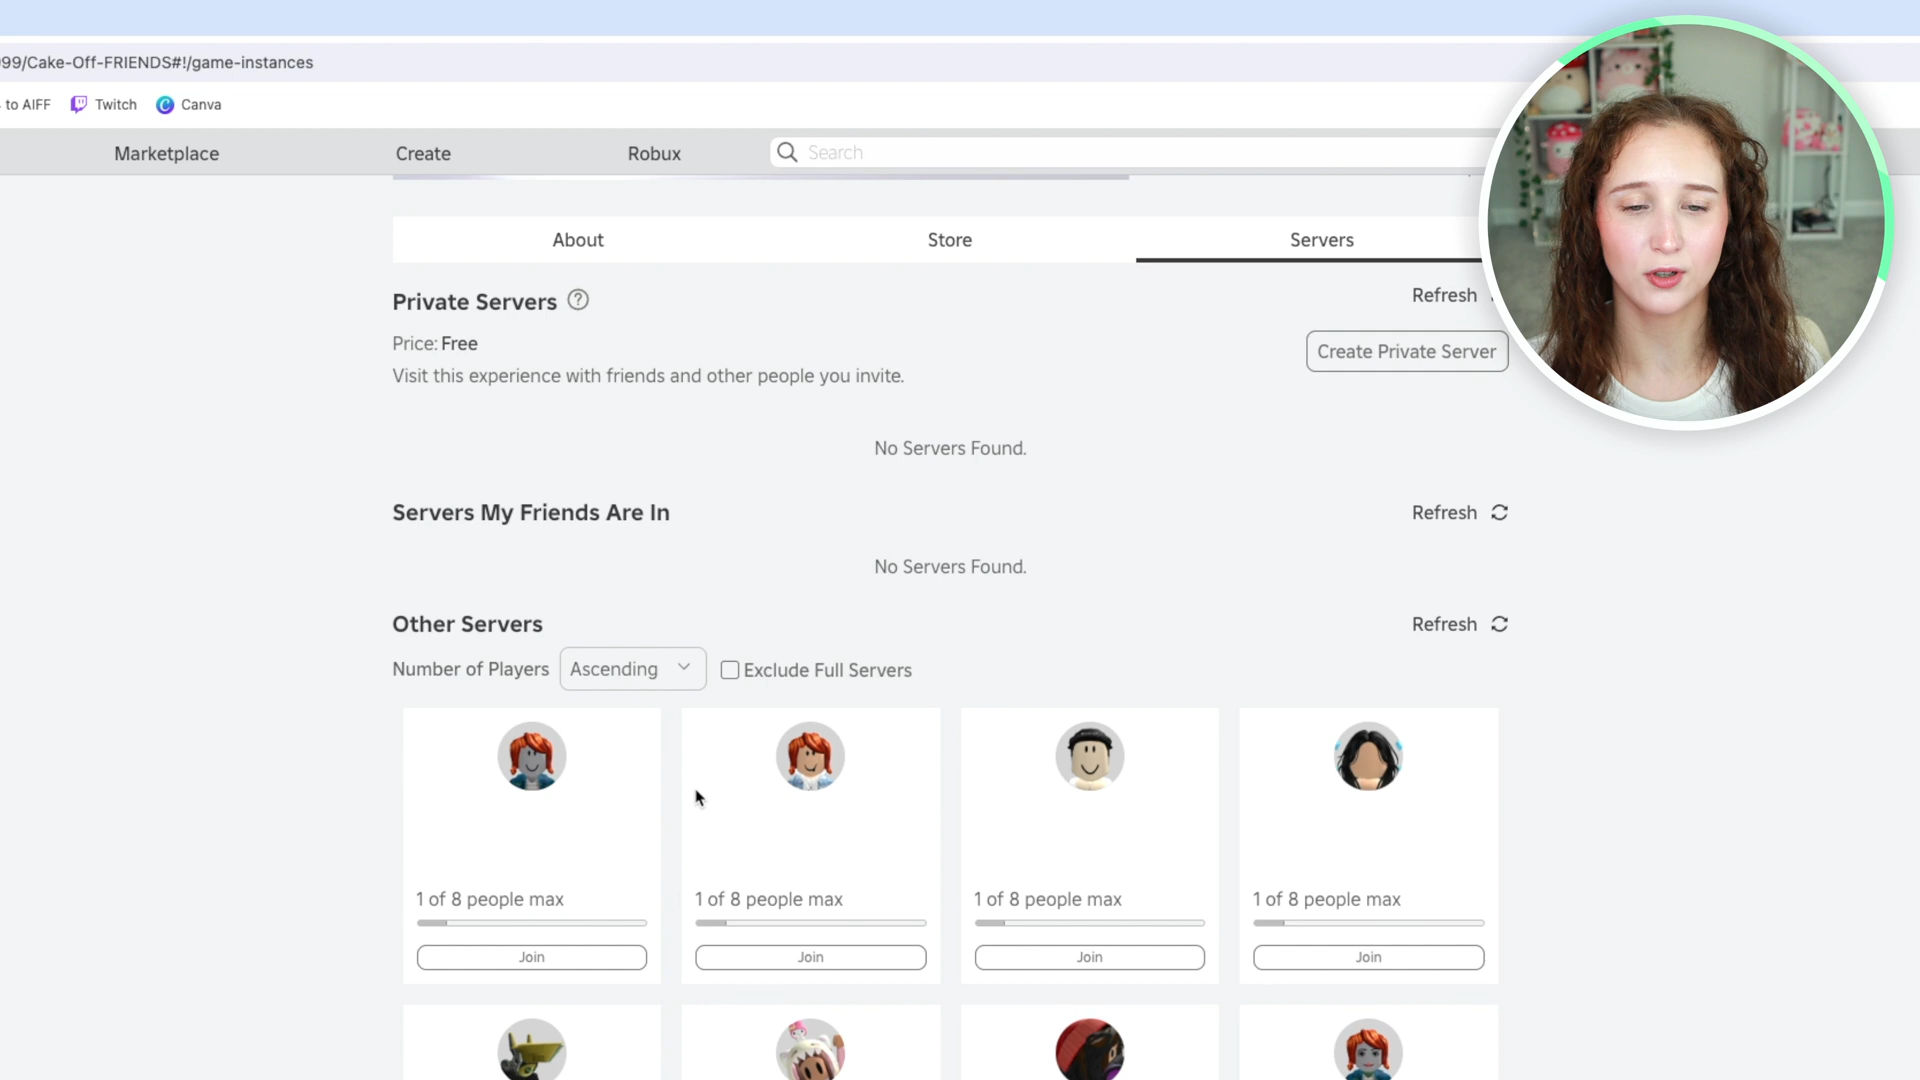 99/Cake-Off-FRIENDS#!/game-instances
to AIFF Twitch Canva
Marketplace Create Robux Search
About Store Servers
Private Servers Refresh
Price: Free
Create Private Server
Visit this experience with friends and other people you invite.
No Servers Found.
Servers My Friends Are In Refresh
No Servers Found.
Other Servers Refresh
Number of Players Ascending Exclude Full Servers
1 of 8 people max 1 of 8 people max 1 of 8 people max 1 of 8 people max
Join Join Join Join